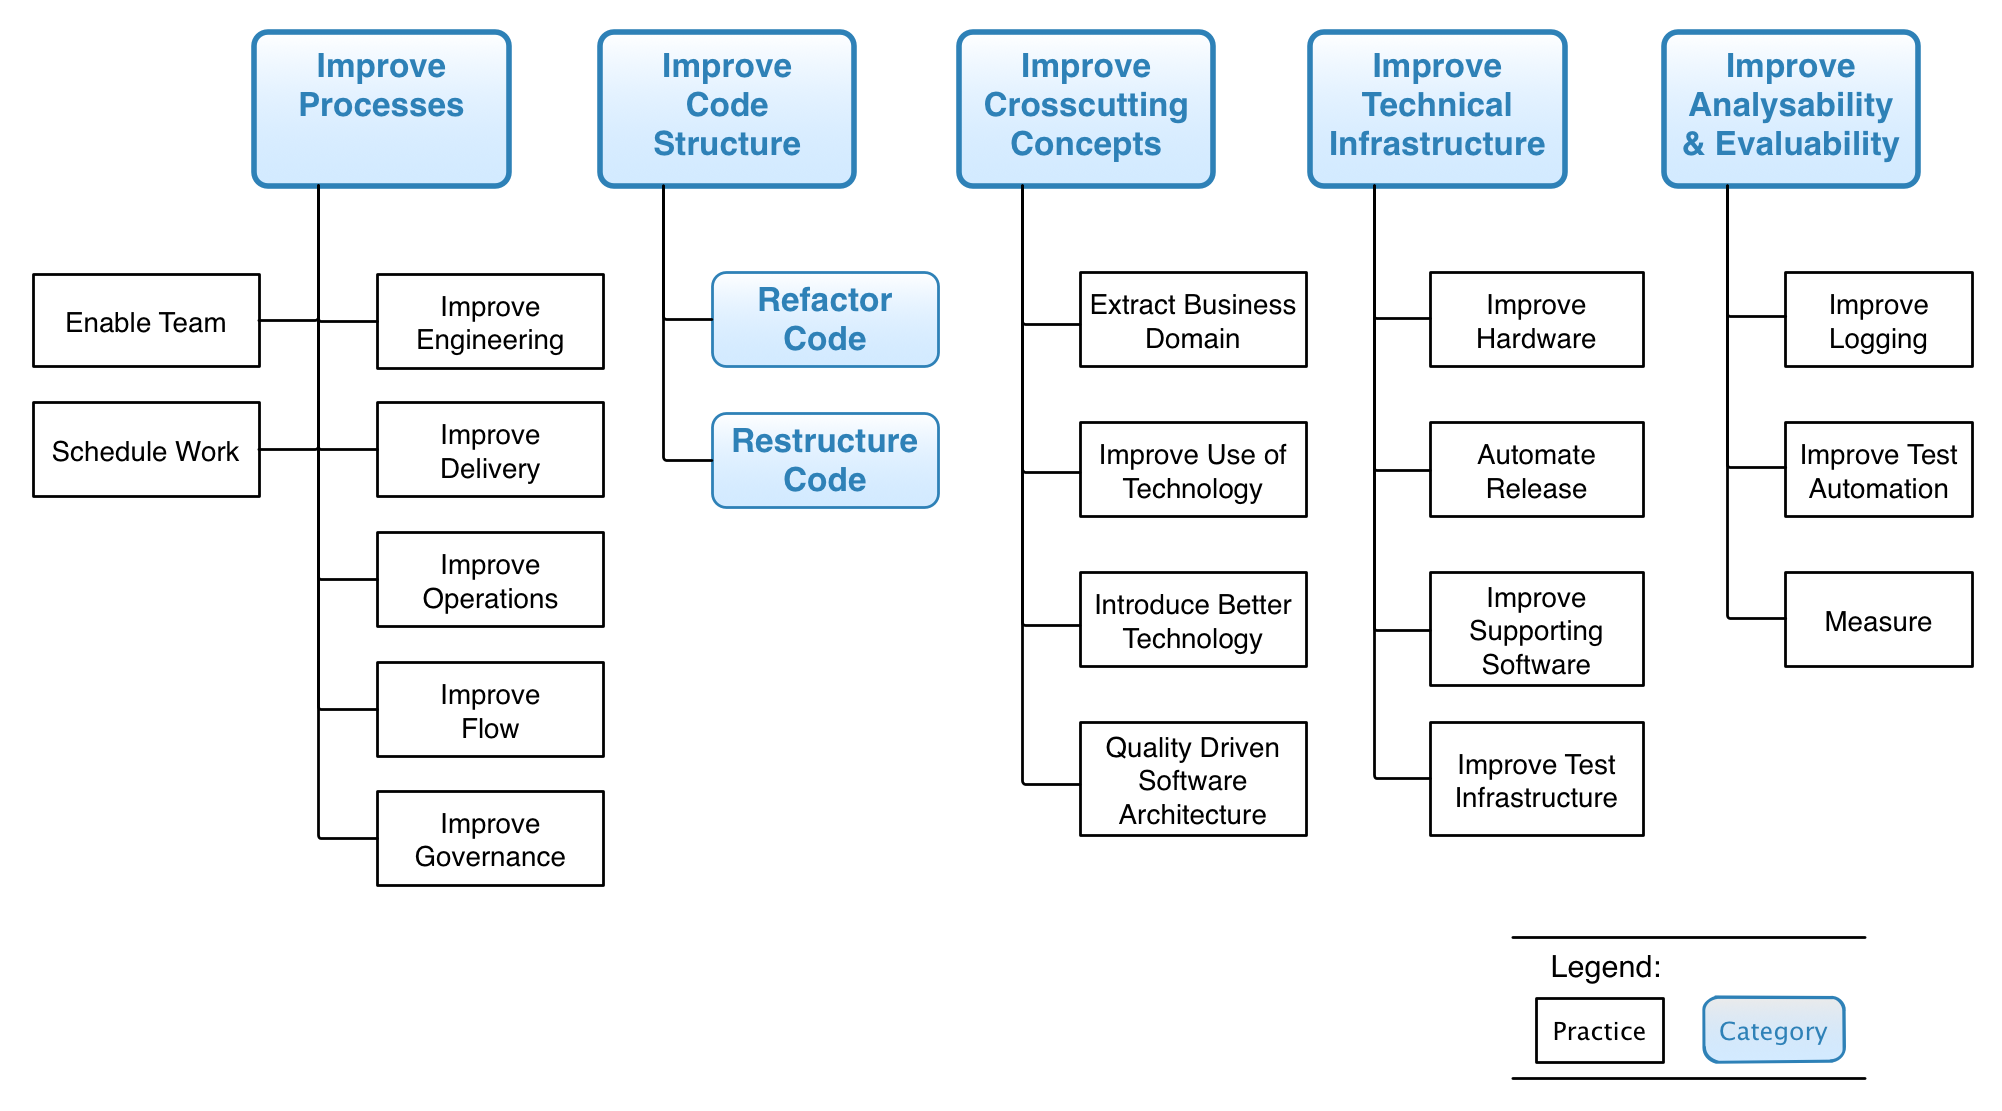 Improve
Processes
Improve
Code
Structure
Improve
Crosscutting
Concepts
Improve
Technical
Infrastructure
Improve
Analysability
& Evaluability
Enable Team
Schedule Work
Improve
Engineering
Improve
Delivery
Improve
Operations
Improve
Flow
Improve
Governance
Refactor
Code
Restructure
Code
Extract Business
Domain
Improve Use of
Technology
Introduce Better
Technology
Quality Driven
Software
Architecture
Improve
Hardware
Automate
Release
Improve
Supporting
Software
Improve Test
Infrastructure
Improve
Logging
Improve Test
Automation
Measure
Legend:
Practice
Category